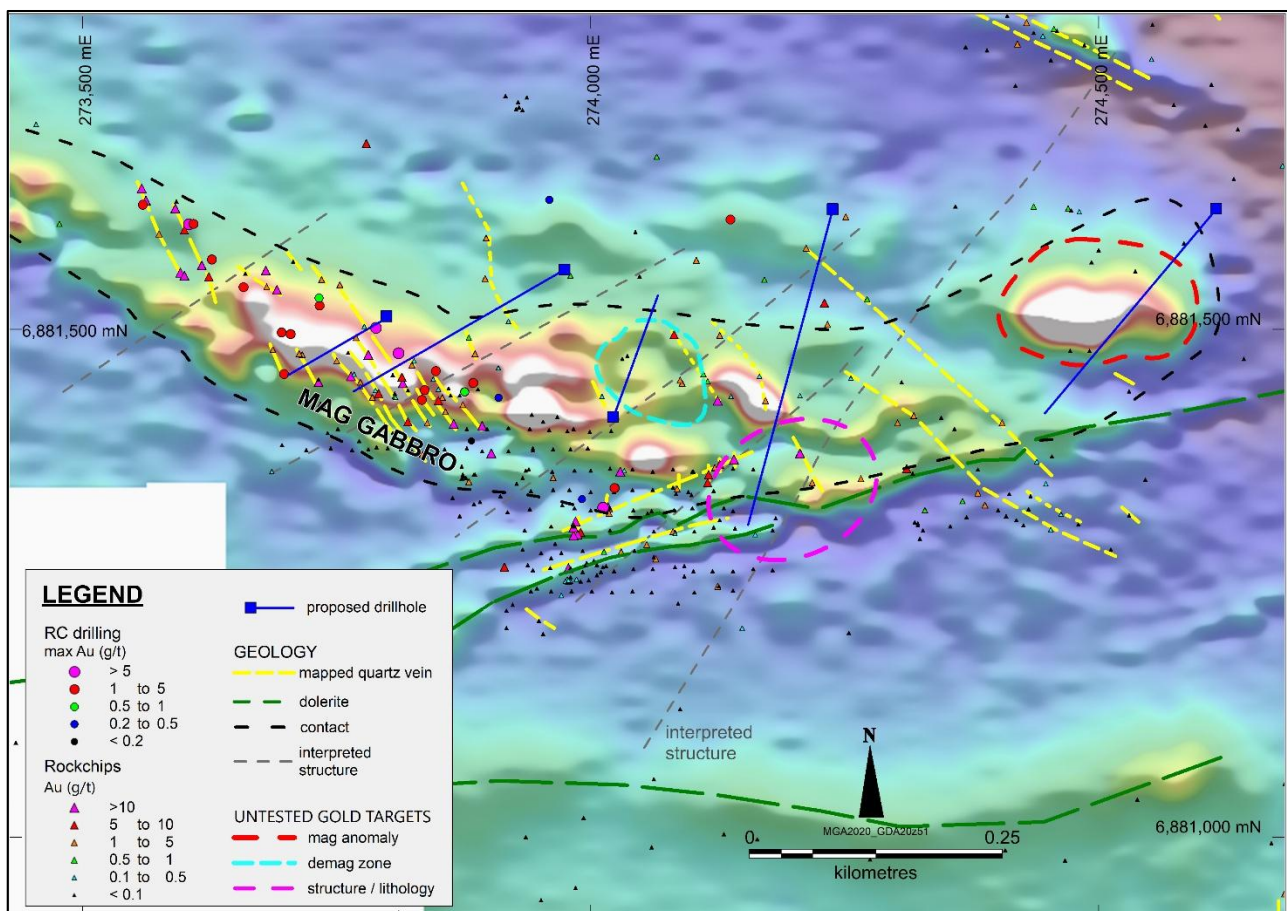 273,500 mE
274,000 mE
274,500 mE
6,881,500 mN
6,881,500 mN
MAG GABBRO
interpreted
structure
N
MGA2020_GDA20z51
0
0.25
kilometres
6,881,000 mN
LEGEND
RC drilling
max Au (g/t)
> 5
1 to 5
0.5 to 1
0.2 to 0.5
< 0.2
Rockchips
Au (g/t)
>10
5 to 10
1 to 5
0.5 to 1
0.1 to 0.5
< 0.1
proposed drillhole
GEOLOGY
mapped quartz vein
dolerite
contact
interpreted
structure
UNTESTED GOLD TARGETS
mag anomaly
demag zone
structure / lithology